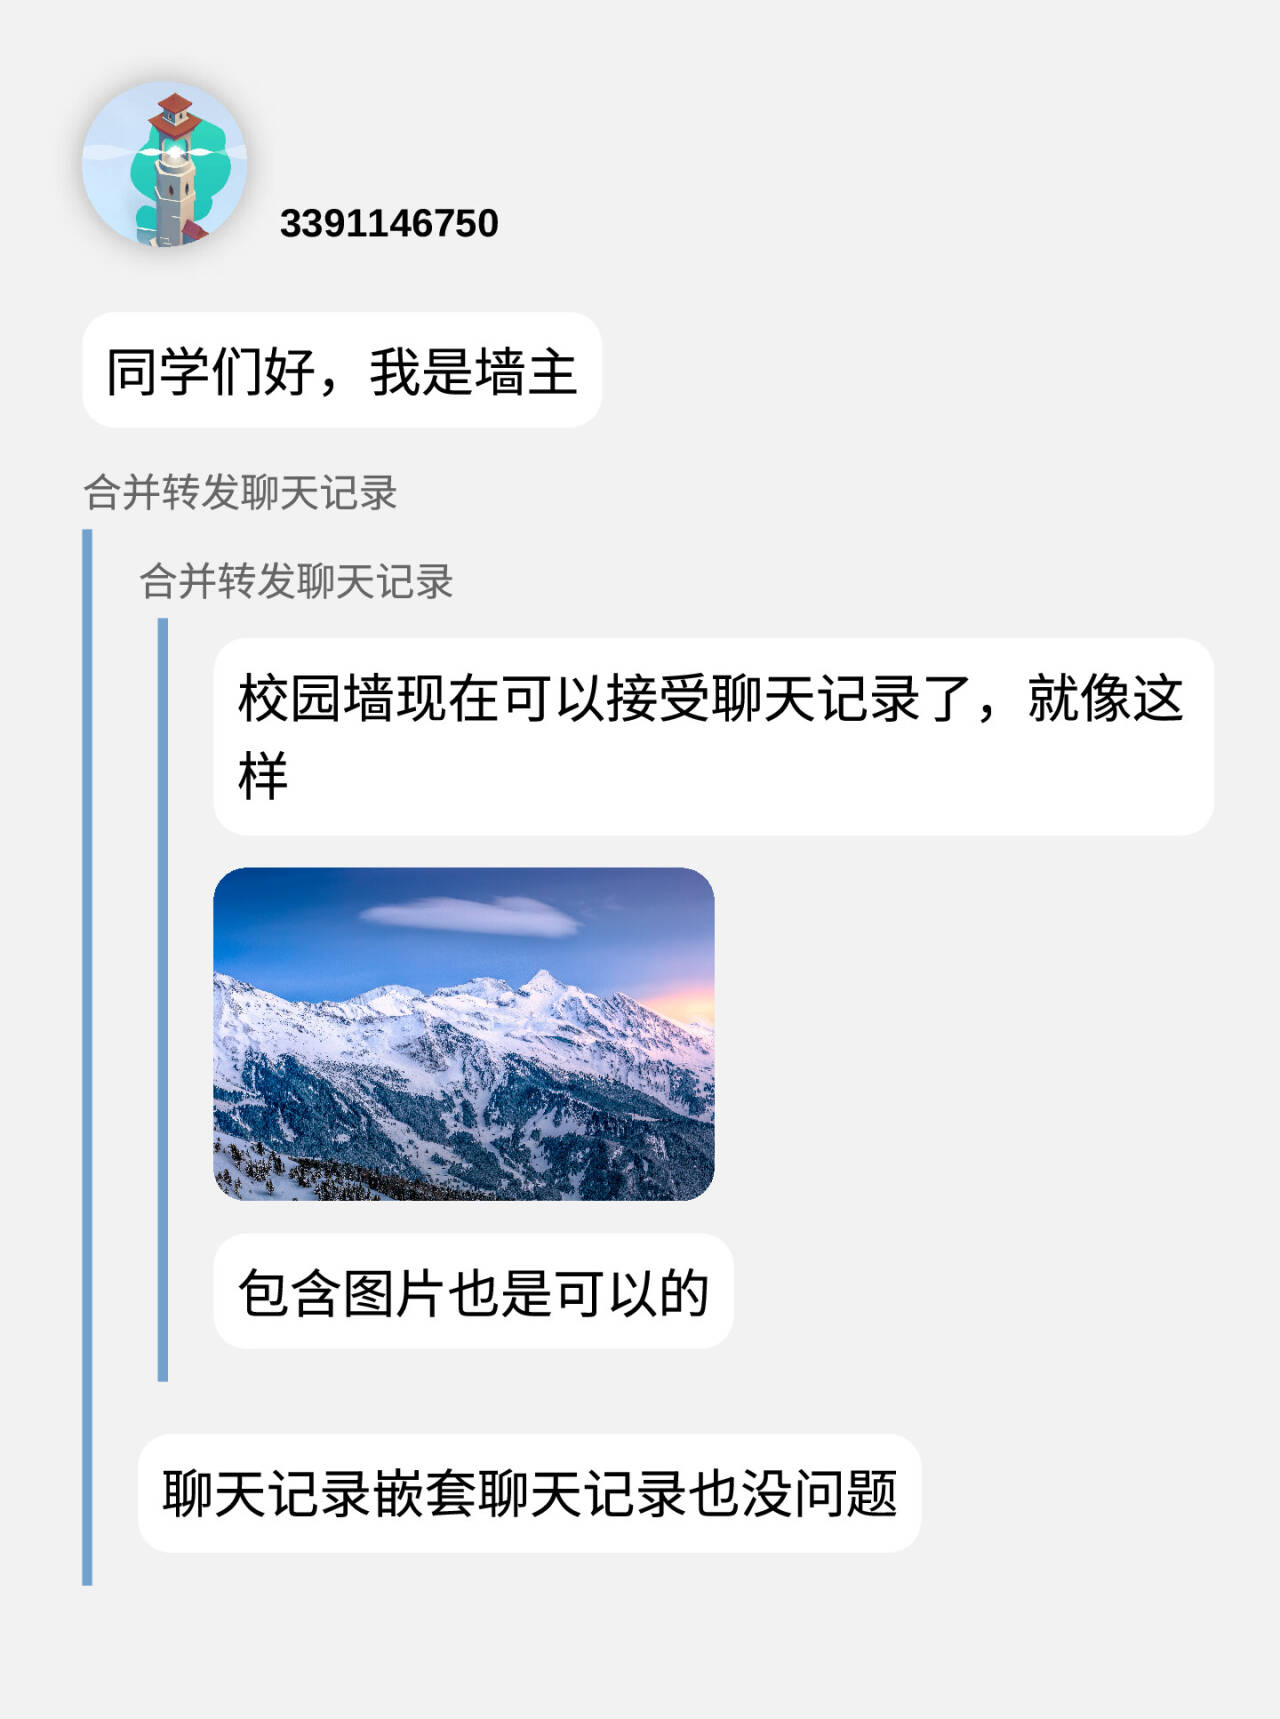 3391146750
同学们好，我是墙主
合并转发聊天记录
合并转发聊天记录
校园墙现在可以接受聊天记录了，就像这
样
包含图片也是可以的
聊天记录嵌套聊天记录也没问题